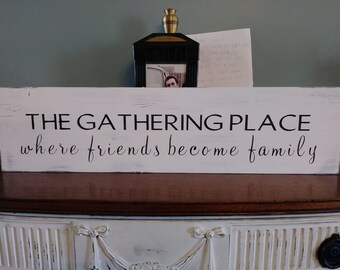 THE GATHERING PLACE
where friends become family